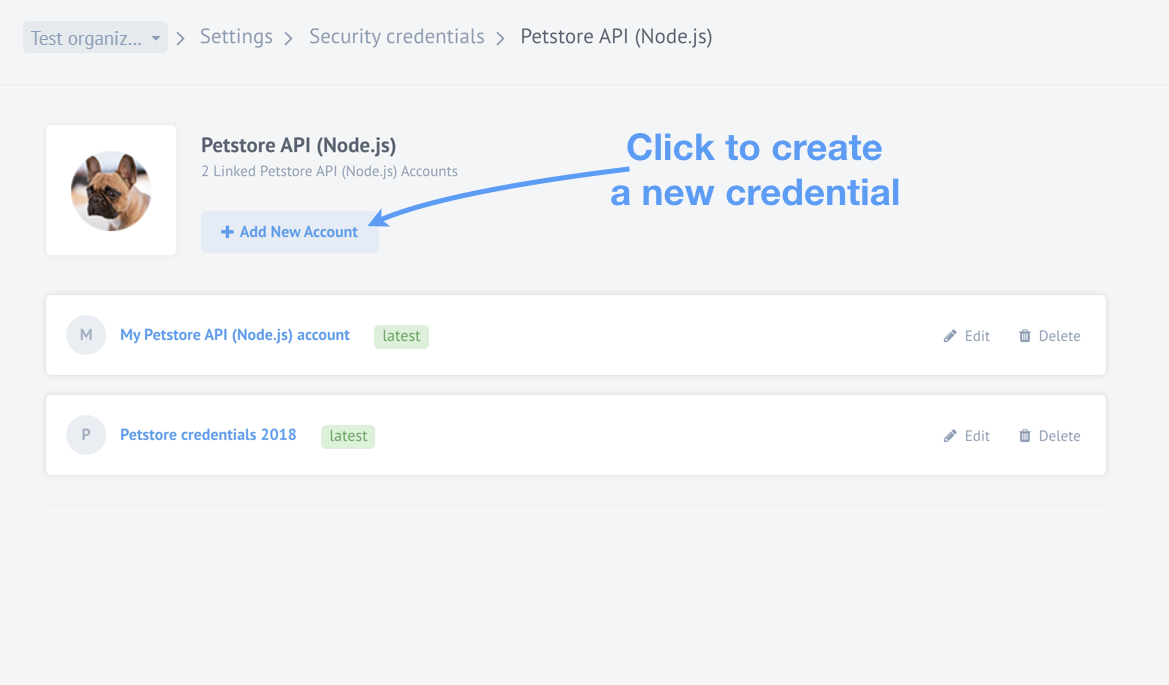 Test organiz... > Settings > Security credentials > Petstore API (Node.js)
Petstore API (Node.js)
2 Linked Petstore API (Node.js) Accounts
Click to create
a new credential
+ Add New Account
M My Petstore API (Node.js) account latest Edit Delete
P Petstore credentials 2018 latest Edit Delete